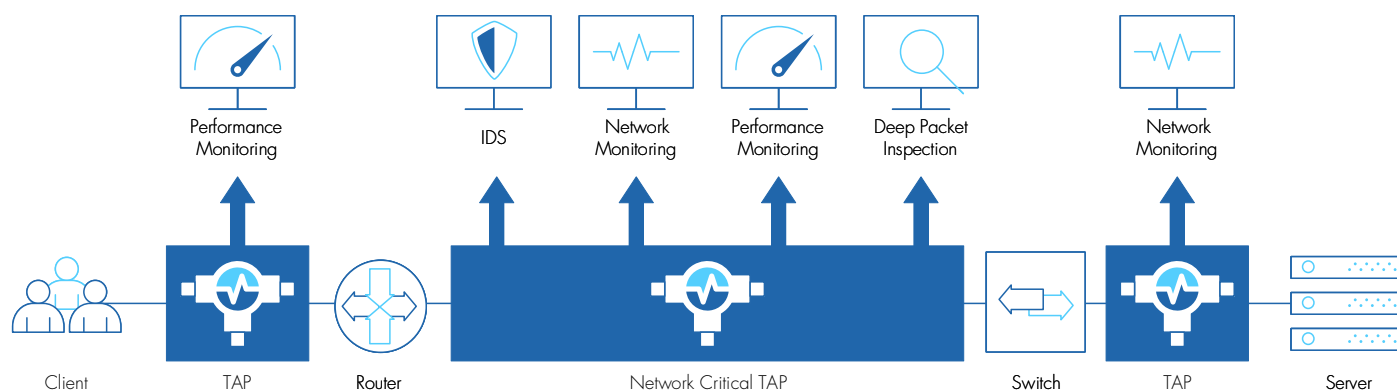 Performance
Monitoring
IDS
Network
Monitoring
Performance
Monitoring
Deep Packet
Inspection
Network
Monitoring
Client
TAP
Router
Network Critical TAP
Switch
TAP
Server